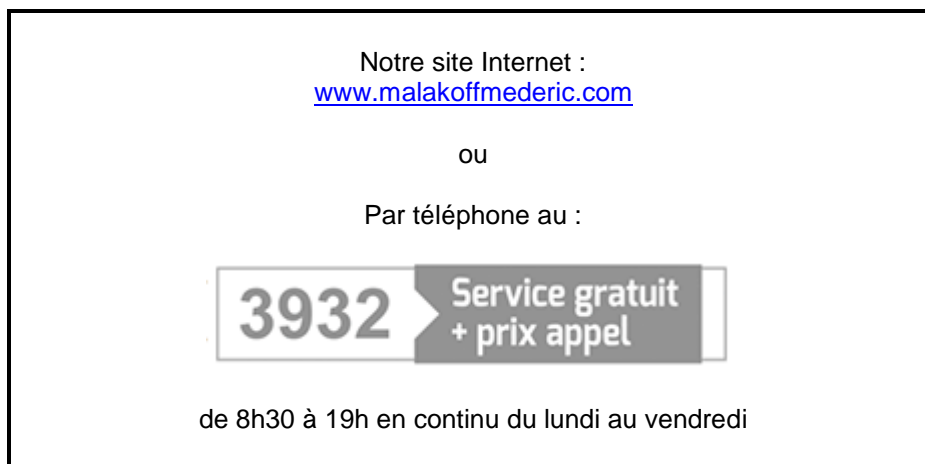 Notre site Internet :
www.malakoffmederic.com
ou
Par téléphone au :
3932 Service gratuit
+ prix appel
de 8h30 à 19h en continu du lundi au vendredi